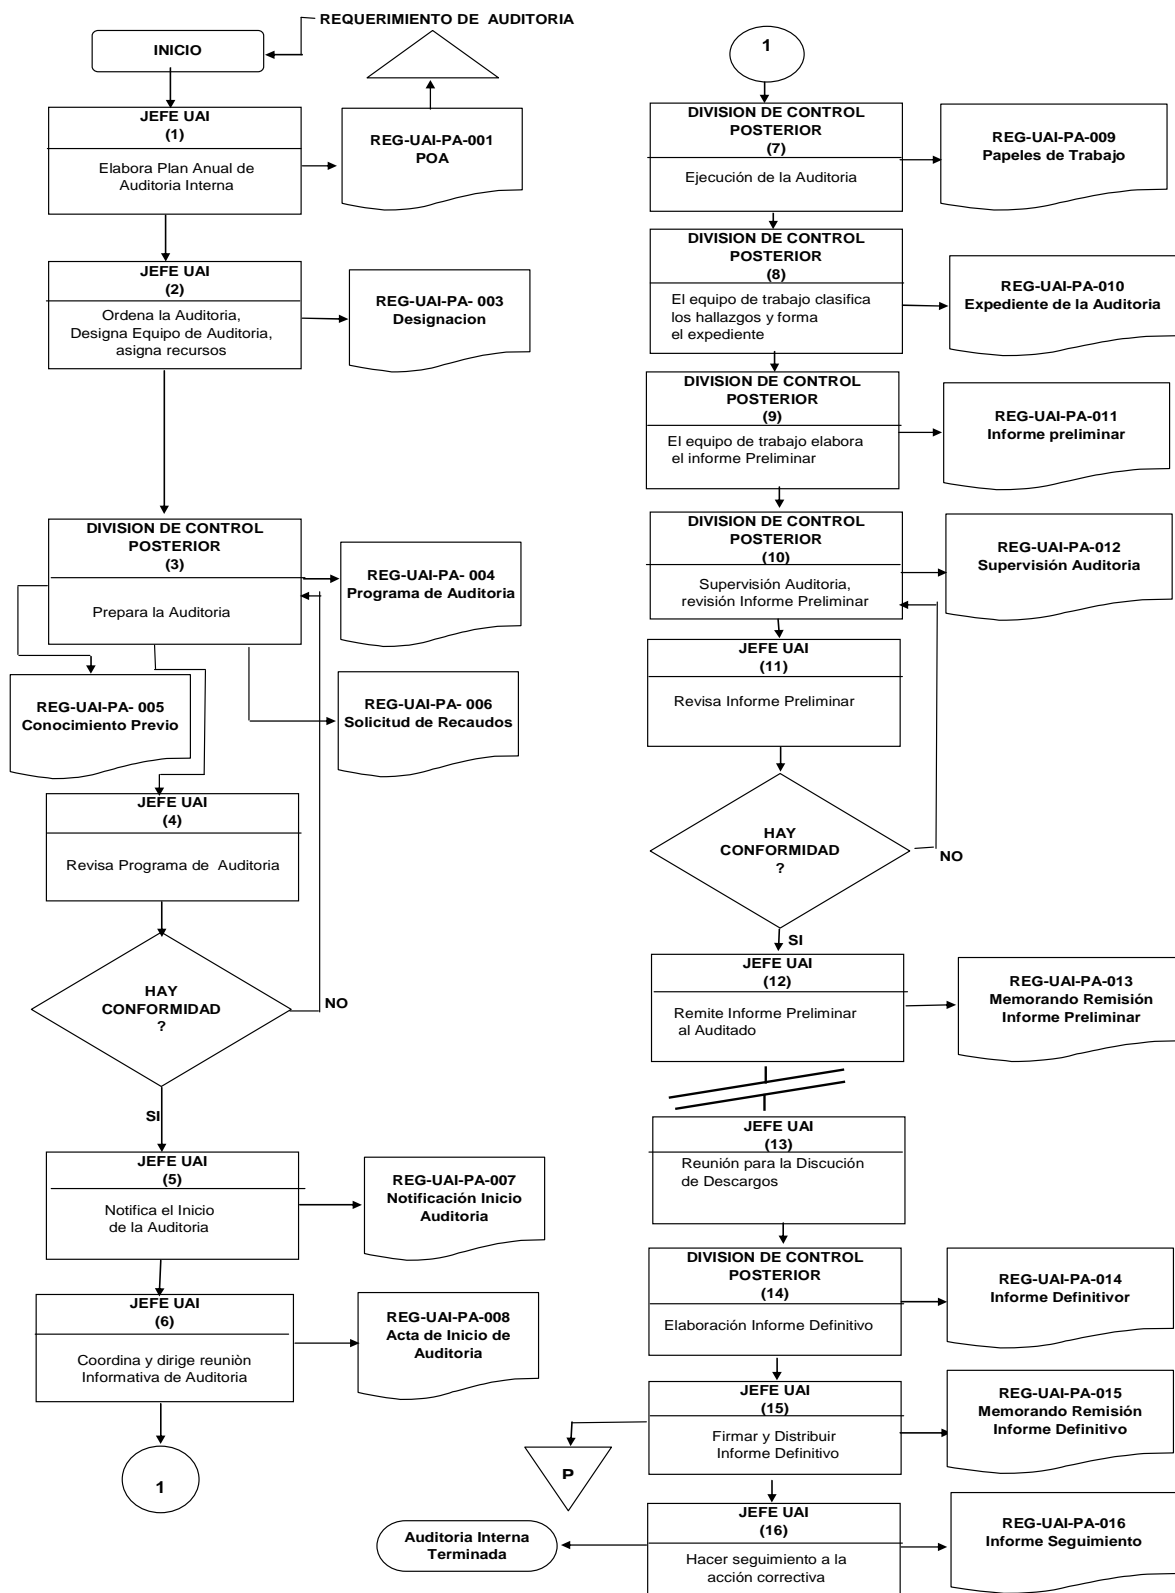 REQUERIMIENTO DE AUDITORIA
INICIO
JEFE UAI
(1)
Elabora Plan Anual de
Auditoria Interna
REG-UAI-PA-001
POA
JEFE UAI
(2)
Ordena la Auditoria,
Designa Equipo de Auditoria,
asigna recursos
REG-UAI-PA- 003
Designacion
DIVISION DE CONTROL
POSTERIOR
(3)
Prepara la Auditoria
REG-UAI-PA- 004
Programa de Auditoria
REG-UAI-PA- 005
Conocimiento Previo
REG-UAI-PA- 006
Solicitud de Recaudos
JEFE UAI
(4)
Revisa Programa de Auditoria
HAY
CONFORMIDAD
?
NO
SI
JEFE UAI
(5)
Notifica el Inicio
de la Auditoria
REG-UAI-PA-007
Notificación Inicio
Auditoria
JEFE UAI
(6)
Coordina y dirige reuniòn
Informativa de Auditoria
REG-UAI-PA-008
Acta de Inicio de
Auditoria
1
1
DIVISION DE CONTROL
POSTERIOR
(7)
Ejecución de la Auditoria
REG-UAI-PA-009
Papeles de Trabajo
DIVISION DE CONTROL
POSTERIOR
(8)
El equipo de trabajo clasifica
los hallazgos y forma
el expediente
REG-UAI-PA-010
Expediente de la Auditoria
DIVISION DE CONTROL
POSTERIOR
(9)
El equipo de trabajo elabora
el informe Preliminar
REG-UAI-PA-011
Informe preliminar
DIVISION DE CONTROL
POSTERIOR
(10)
Supervisión Auditoria,
revisión Informe Preliminar
REG-UAI-PA-012
Supervisión Auditoria
JEFE UAI
(11)
Revisa Informe Preliminar
HAY
CONFORMIDAD
?
NO
SI
JEFE UAI
(12)
Remite Informe Preliminar
al Auditado
REG-UAI-PA-013
Memorando Remisión
Informe Preliminar
JEFE UAI
(13)
Reunión para la Discución
de Descargos
DIVISION DE CONTROL
POSTERIOR
(14)
Elaboración Informe Definitivo
REG-UAI-PA-014
Informe Definitivor
JEFE UAI
(15)
Firmar y Distribuir
Informe Definitivo
REG-UAI-PA-015
Memorando Remisión
Informe Definitivo
P
JEFE UAI
(16)
Hacer seguimiento a la
acción correctiva
REG-UAI-PA-016
Informe Seguimiento
Auditoria Interna
Terminada